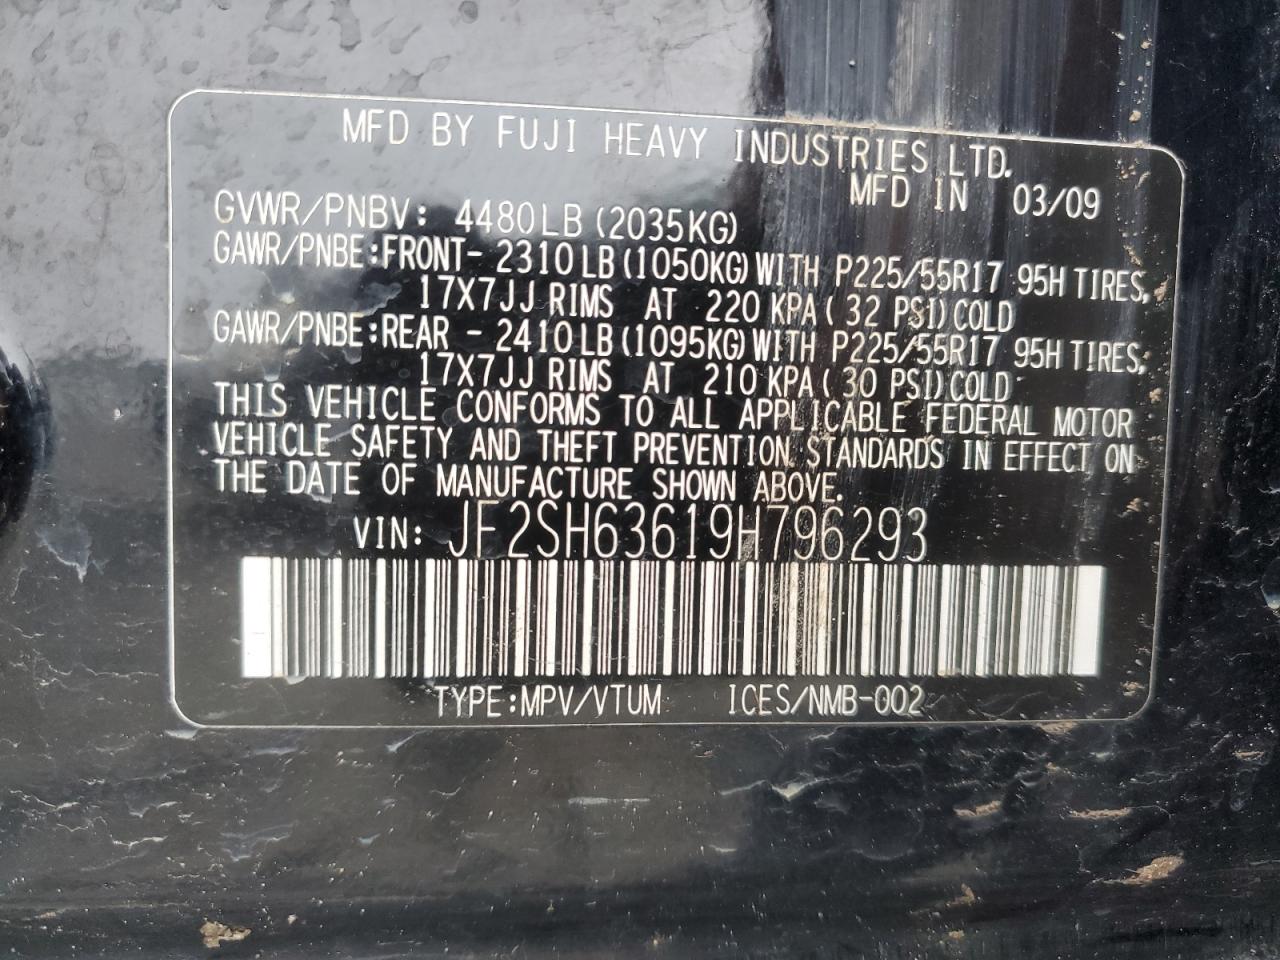 MFD BY FUJI HEAVY INDUSTRIES LTD.
MFD IN 03/09
GVWR/PNBV: 4480LB (2035KG)
GAWR/PNBE:FRONT- 2310LB(1050KG)WITH P225/55R17 95H TIRES,
17X7JJ RIMS AT 220 KPA( 32 PSI)COLD
GAWR/PNBE:REAR - 2410LB(1095KG)WITH P225/55R17 95H TIRES,
17X7JJ RIMS AT 210 KPA( 30 PSI)COLD
THIS VEHICLE CONFORMS TO ALL APPLICABLE FEDERAL MOTOR
VEHICLE SAFETY AND THEFT PREVENTION STANDARDS IN EFFECT ON
THE DATE OF MANUFACTURE SHOWN ABOVE.
VIN: JF2SH63619H796293
TYPE:MPV/VTUM ICES/NMB-002